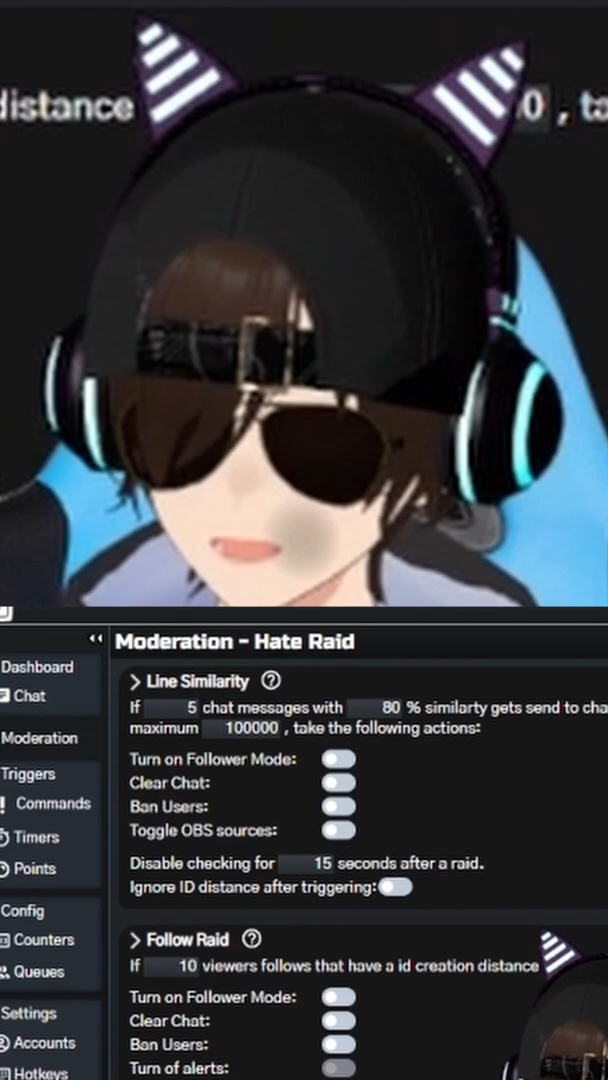 distance
0 , ta
Moderation - Hate Raid
Dashboard
Chat
Moderation
Triggers
Commands
Timers
Points
Config
Counters
Queues
Settings
Accounts
Hotkeys
Line Similarity
If 5 chat messages with 80 % similarty gets send to cha
maximum 100000 , take the following actions:
Turn on Follower Mode:
Clear Chat:
Ban Users:
Toggle OBS sources:
Disable checking for 15 seconds after a raid.
Ignore ID distance after triggering:
Follow Raid
If 10 viewers follows that have a id creation distance
Turn on Follower Mode:
Clear Chat:
Ban Users:
Turn of alerts: